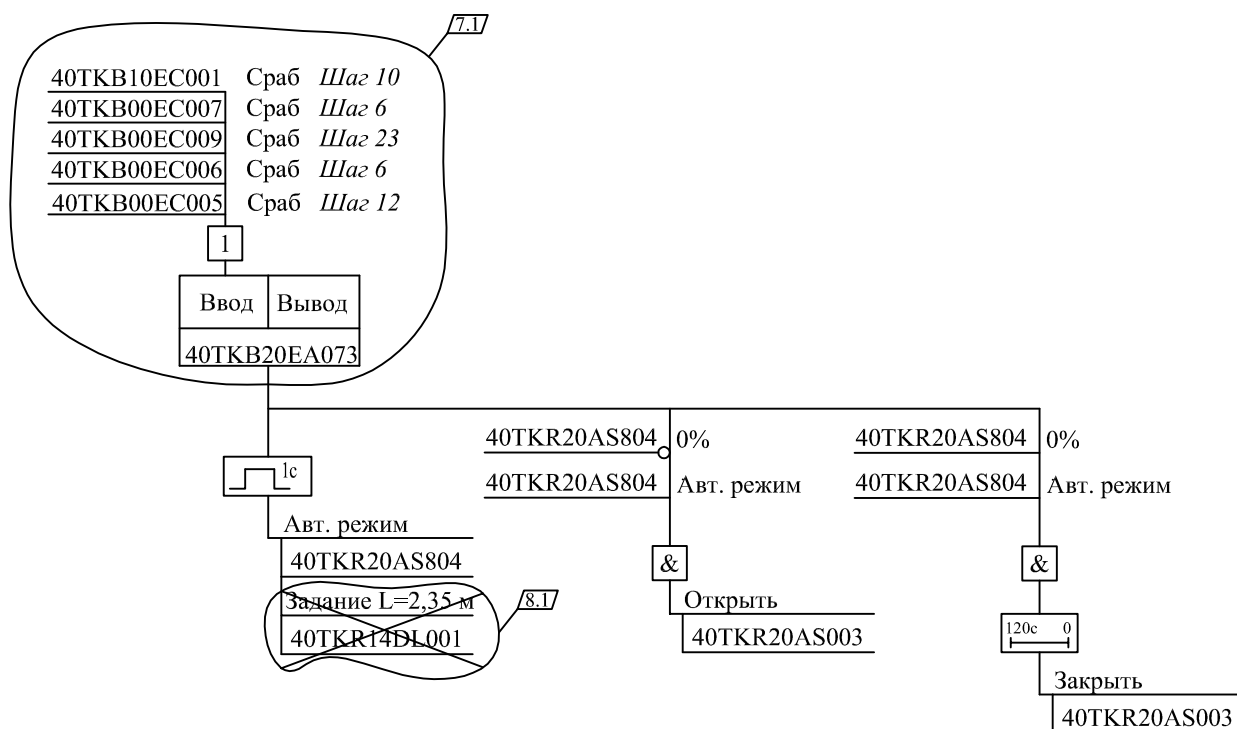 7.1
40TKB10EC001 Сраб Шаг 10
40TKB00EC007 Сраб Шаг 6
40TKB00EC009 Сраб Шаг 23
40TKB00EC006 Сраб Шаг 6
40TKB00EC005 Сраб Шаг 12
1
Ввод Вывод
40TKB20EA073
1с
Авт. режим
40TKR20AS804
Задание L=2,35 м
40TKR14DL001
8.1
40TKR20AS804 0%
40TKR20AS804 Авт. режим
&
Открыть
40TKR20AS003
40TKR20AS804 0%
40TKR20AS804 Авт. режим
&
120с 0
Закрыть
40TKR20AS003